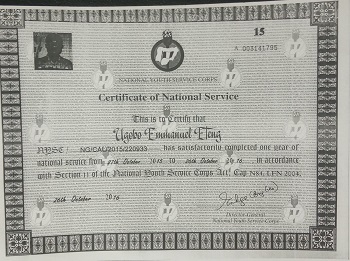 15
A 003141795
NATIONAL YOUTH SERVICE CORPS
Certificate of National Service
This is to Certify that
Ugobo Emmanuel Eteng
NYSC: NG/CAU/2015/220933 has satisfactorily completed one year of
national service from 27th October 2015 to 26th October 2016 in accordance
with Section 11 of the National Youth Service Corps Act Cap N84, LFN 2004.
26th October 2016
Director-General
National Youth Service Corps